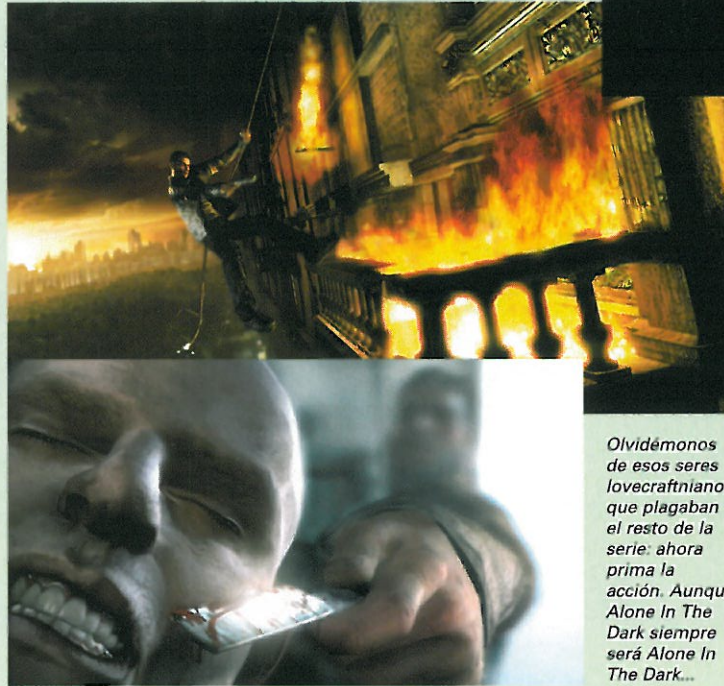 Olvidémonos
de esos seres
lovecraftniano
que plagaban
el resto de la
serie: ahora
prima la
acción. Aunqu
Alone In The
Dark siempre
será Alone In
The Dark...